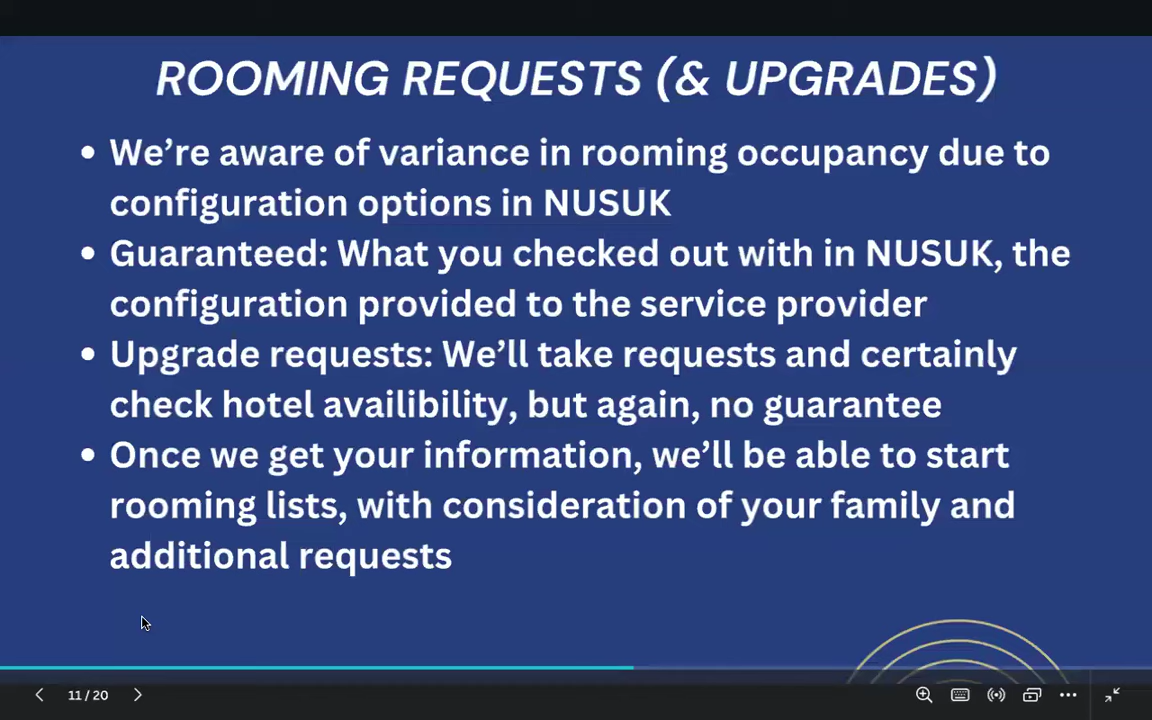 ROOMING REQUESTS (& UPGRADES)
• We're aware of variance in rooming occupancy due to
configuration options in NUSUK
• Guaranteed: What you checked out with in NUSUK, the
configuration provided to the service provider
• Upgrade requests: We'll take requests and certainly
check hotel availibility, but again, no guarantee
• Once we get your information, we'll be able to start
rooming lists, with consideration of your family and
additional requests
11 / 20